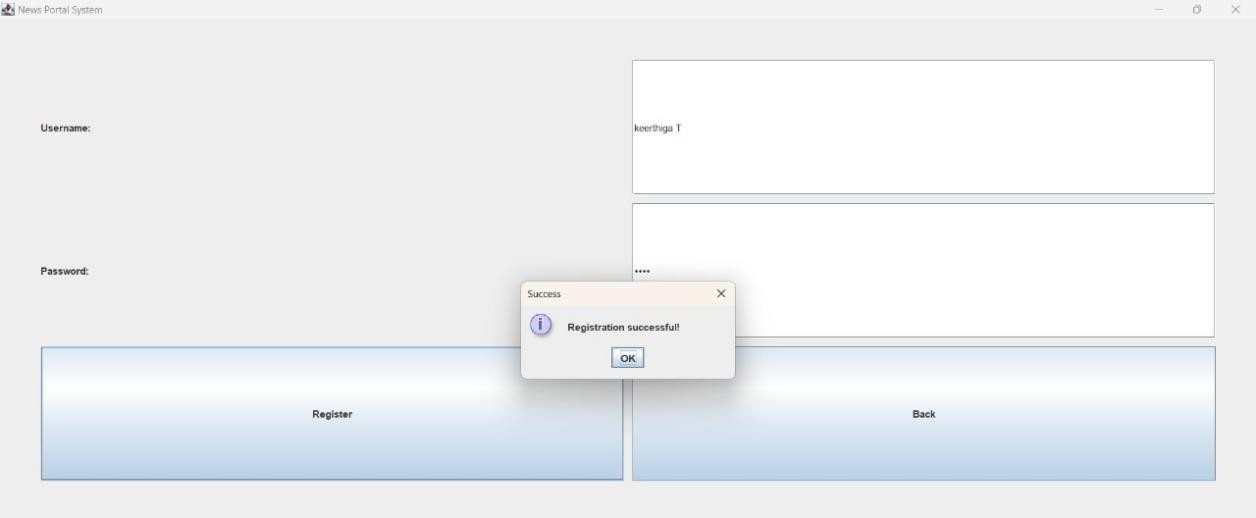 News Portal System
Username:
keerthiga T
Password:
••••
Success
Registration successful!
OK
Register
Back